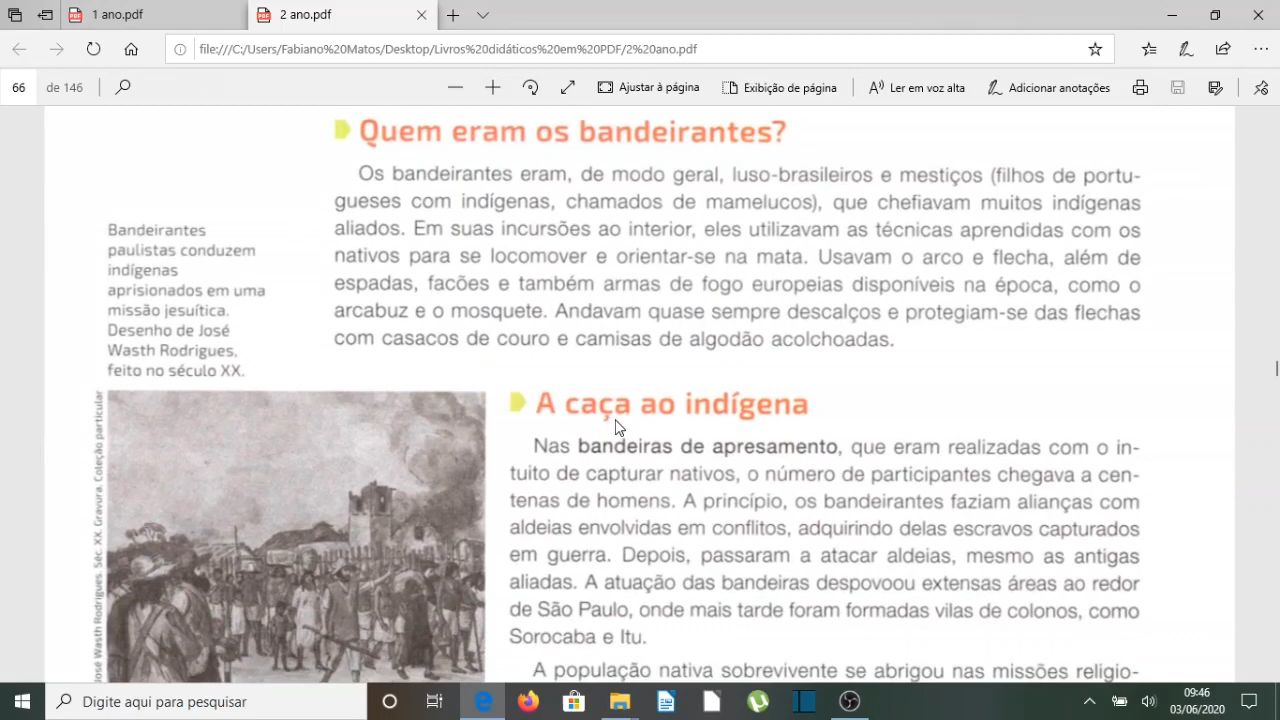 1 ano.pdf
2 ano.pdf
file:///C:/Users/Fabiano%20Matos/Desktop/Livros%20didáticos%20em%20PDF/2%20ano.pdf
66
de 146
Ajustar à página
Exibição de página
Ler em voz alta
Adicionar anotações
Quem eram os bandeirantes?
Os bandeirantes eram, de modo geral, luso-brasileiros e mestiços (filhos de portu-
gueses com indígenas, chamados de mamelucos), que chefiavam muitos indígenas
aliados. Em suas incursões ao interior, eles utilizavam as técnicas aprendidas com os
nativos para se locomover e orientar-se na mata. Usavam o arco e flecha, além de
espadas, facões e também armas de fogo europeias disponíveis na época, como o
arcabuz e o mosquete. Andavam quase sempre descalços e protegiam-se das flechas
com casacos de couro e camisas de algodão acolchoadas.
Bandeirantes
paulistas conduzem
indígenas
aprisionados em uma
missão jesuítica.
Desenho de José
Wasth Rodrigues,
feito no século XX.
José Wasth Rodrigues. Séc. XX. Gravura. Coleção particular
A caça ao indígena
Nas bandeiras de apresamento, que eram realizadas com o in-
tuito de capturar nativos, o número de participantes chegava a cen-
tenas de homens. A princípio, os bandeirantes faziam alianças com
aldeias envolvidas em conflitos, adquirindo delas escravos capturados
em guerra. Depois, passaram a atacar aldeias, mesmo as antigas
aliadas. A atuação das bandeiras despovoou extensas áreas ao redor
de São Paulo, onde mais tarde foram formadas vilas de colonos, como
Sorocaba e Itu.
A população nativa sobrevivente se abrigou nas missões religio-
Digite aqui para pesquisar
09:46
03/06/2020